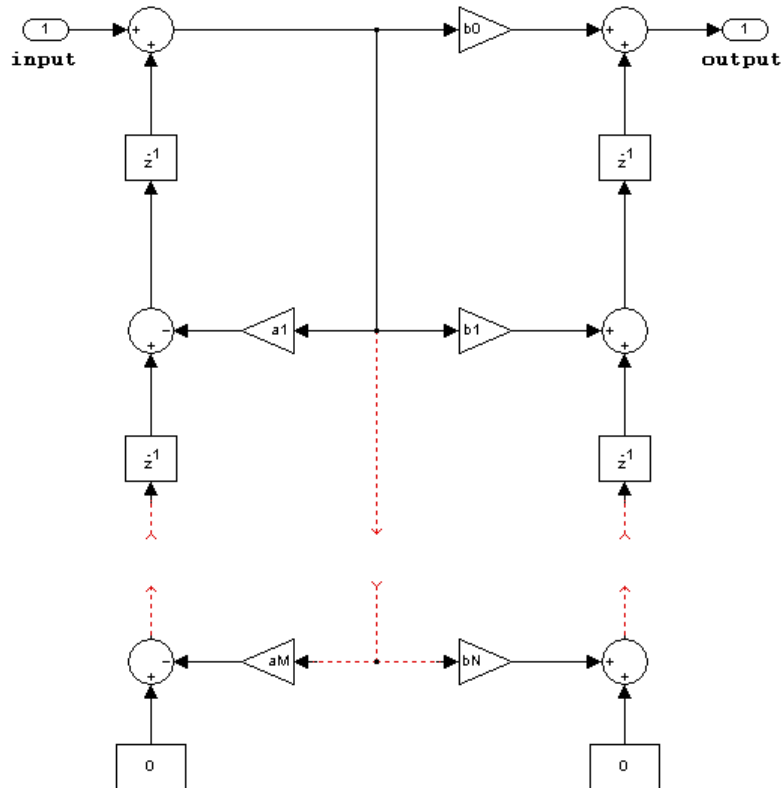 1 + + b0 + + 1
input output
z-1 z-1
- + a1 b1 + +
z-1 z-1
- + aM bN + +
0 0